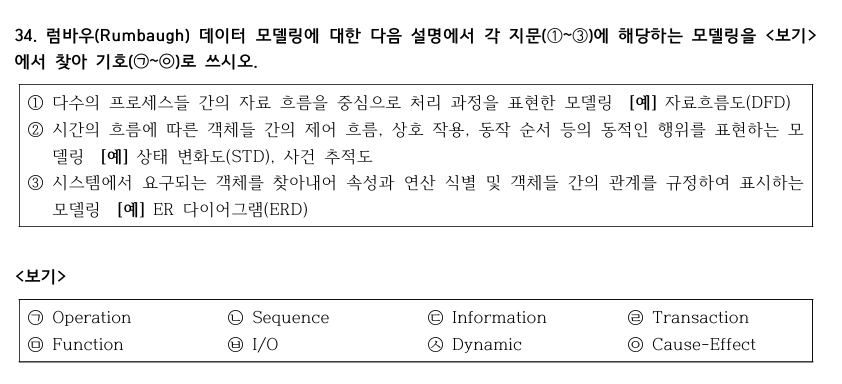 34. 럼바우(Rumbaugh) 데이터 모델링에 대한 다음 설명에서 각 지문(①~③)에 해당하는 모델링을 <보기>
에서 찾아 기호(㉠~㉧)로 쓰시오.
① 다수의 프로세스들 간의 자료 흐름을 중심으로 처리 과정을 표현한 모델링 [예] 자료흐름도(DFD)
② 시간의 흐름에 따른 객체들 간의 제어 흐름, 상호 작용, 동작 순서 등의 동적인 행위를 표현하는 모
델링 [예] 상태 변화도(STD), 사건 추적도
③ 시스템에서 요구되는 객체를 찾아내어 속성과 연산 식별 및 객체들 간의 관계를 규정하여 표시하는
모델링 [예] ER 다이어그램(ERD)
<보기>
㉠ Operation ㉡ Sequence ㉢ Information ㉣ Transaction
㉤ Function ㉥ I/O ㉦ Dynamic ㉧ Cause-Effect